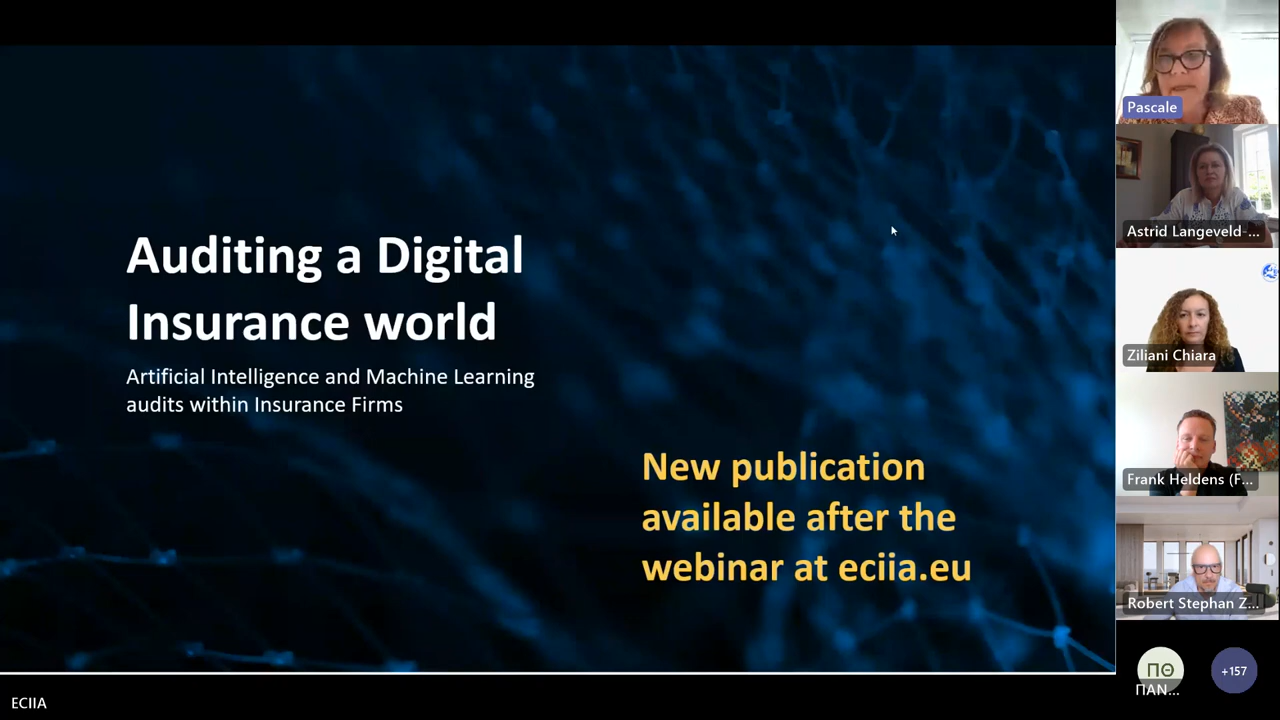 Auditing a Digital
Insurance world
Artificial Intelligence and Machine Learning
audits within Insurance Firms
New publication
available after the
webinar at eciia.eu
ECIIA
Pascale
Astrid Langeveld-...
Ziliani Chiara
Frank Heldens (F...
Robert Stephan Z...
ΠΘ
ΠΑΝ...
+157